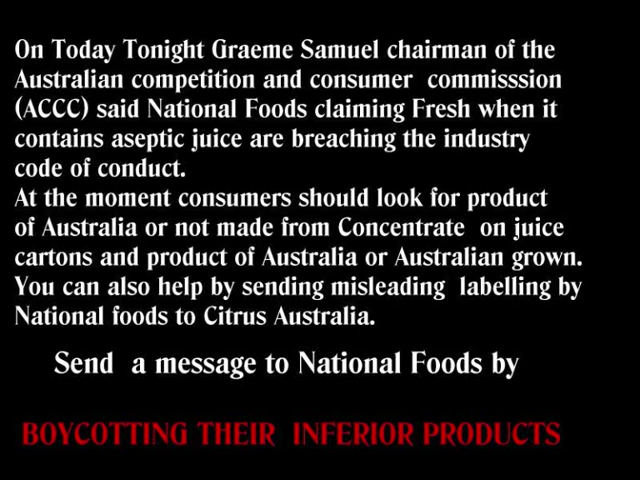 On Today Tonight Graeme Samuel chairman of the
Australian competition and consumer commisssion
(ACCC) said National Foods claiming Fresh when it
contains aseptic juice are breaching the industry
code of conduct.
At the moment consumers should look for product
of Australia or not made from Concentrate on juice
cartons and product of Australia or Australian grown.
You can also help by sending misleading labelling by
National foods to Citrus Australia.
Send a message to National Foods by
BOYCOTTING THEIR INFERIOR PRODUCTS